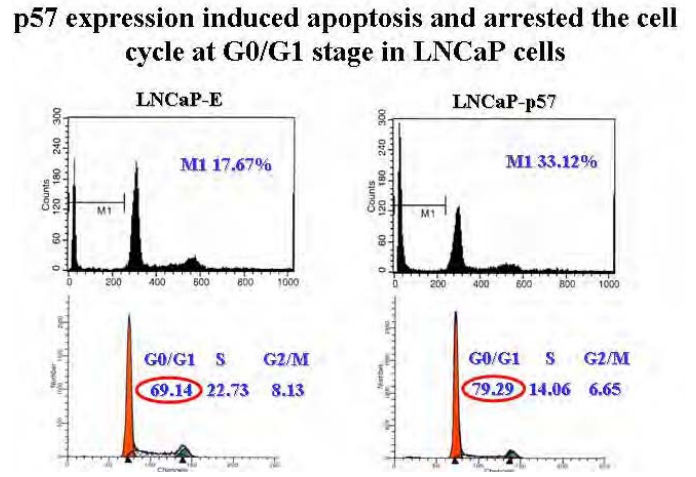 p57 expression induced apoptosis and arrested the cell
cycle at G0/G1 stage in LNCaP cells
LNCaP-E
LNCaP-p57
M1 17.67%
M1 33.12%
Counts
0 60 120 180 240 300
M1
0 200 400 600 800 1000
Counts
0 60 120 180 240 300
M1
0 200 400 600 800 1000
G0/G1 S G2/M
69.14 22.73 8.13
G0/G1 S G2/M
79.29 14.06 6.65
Number
Channels
Channels